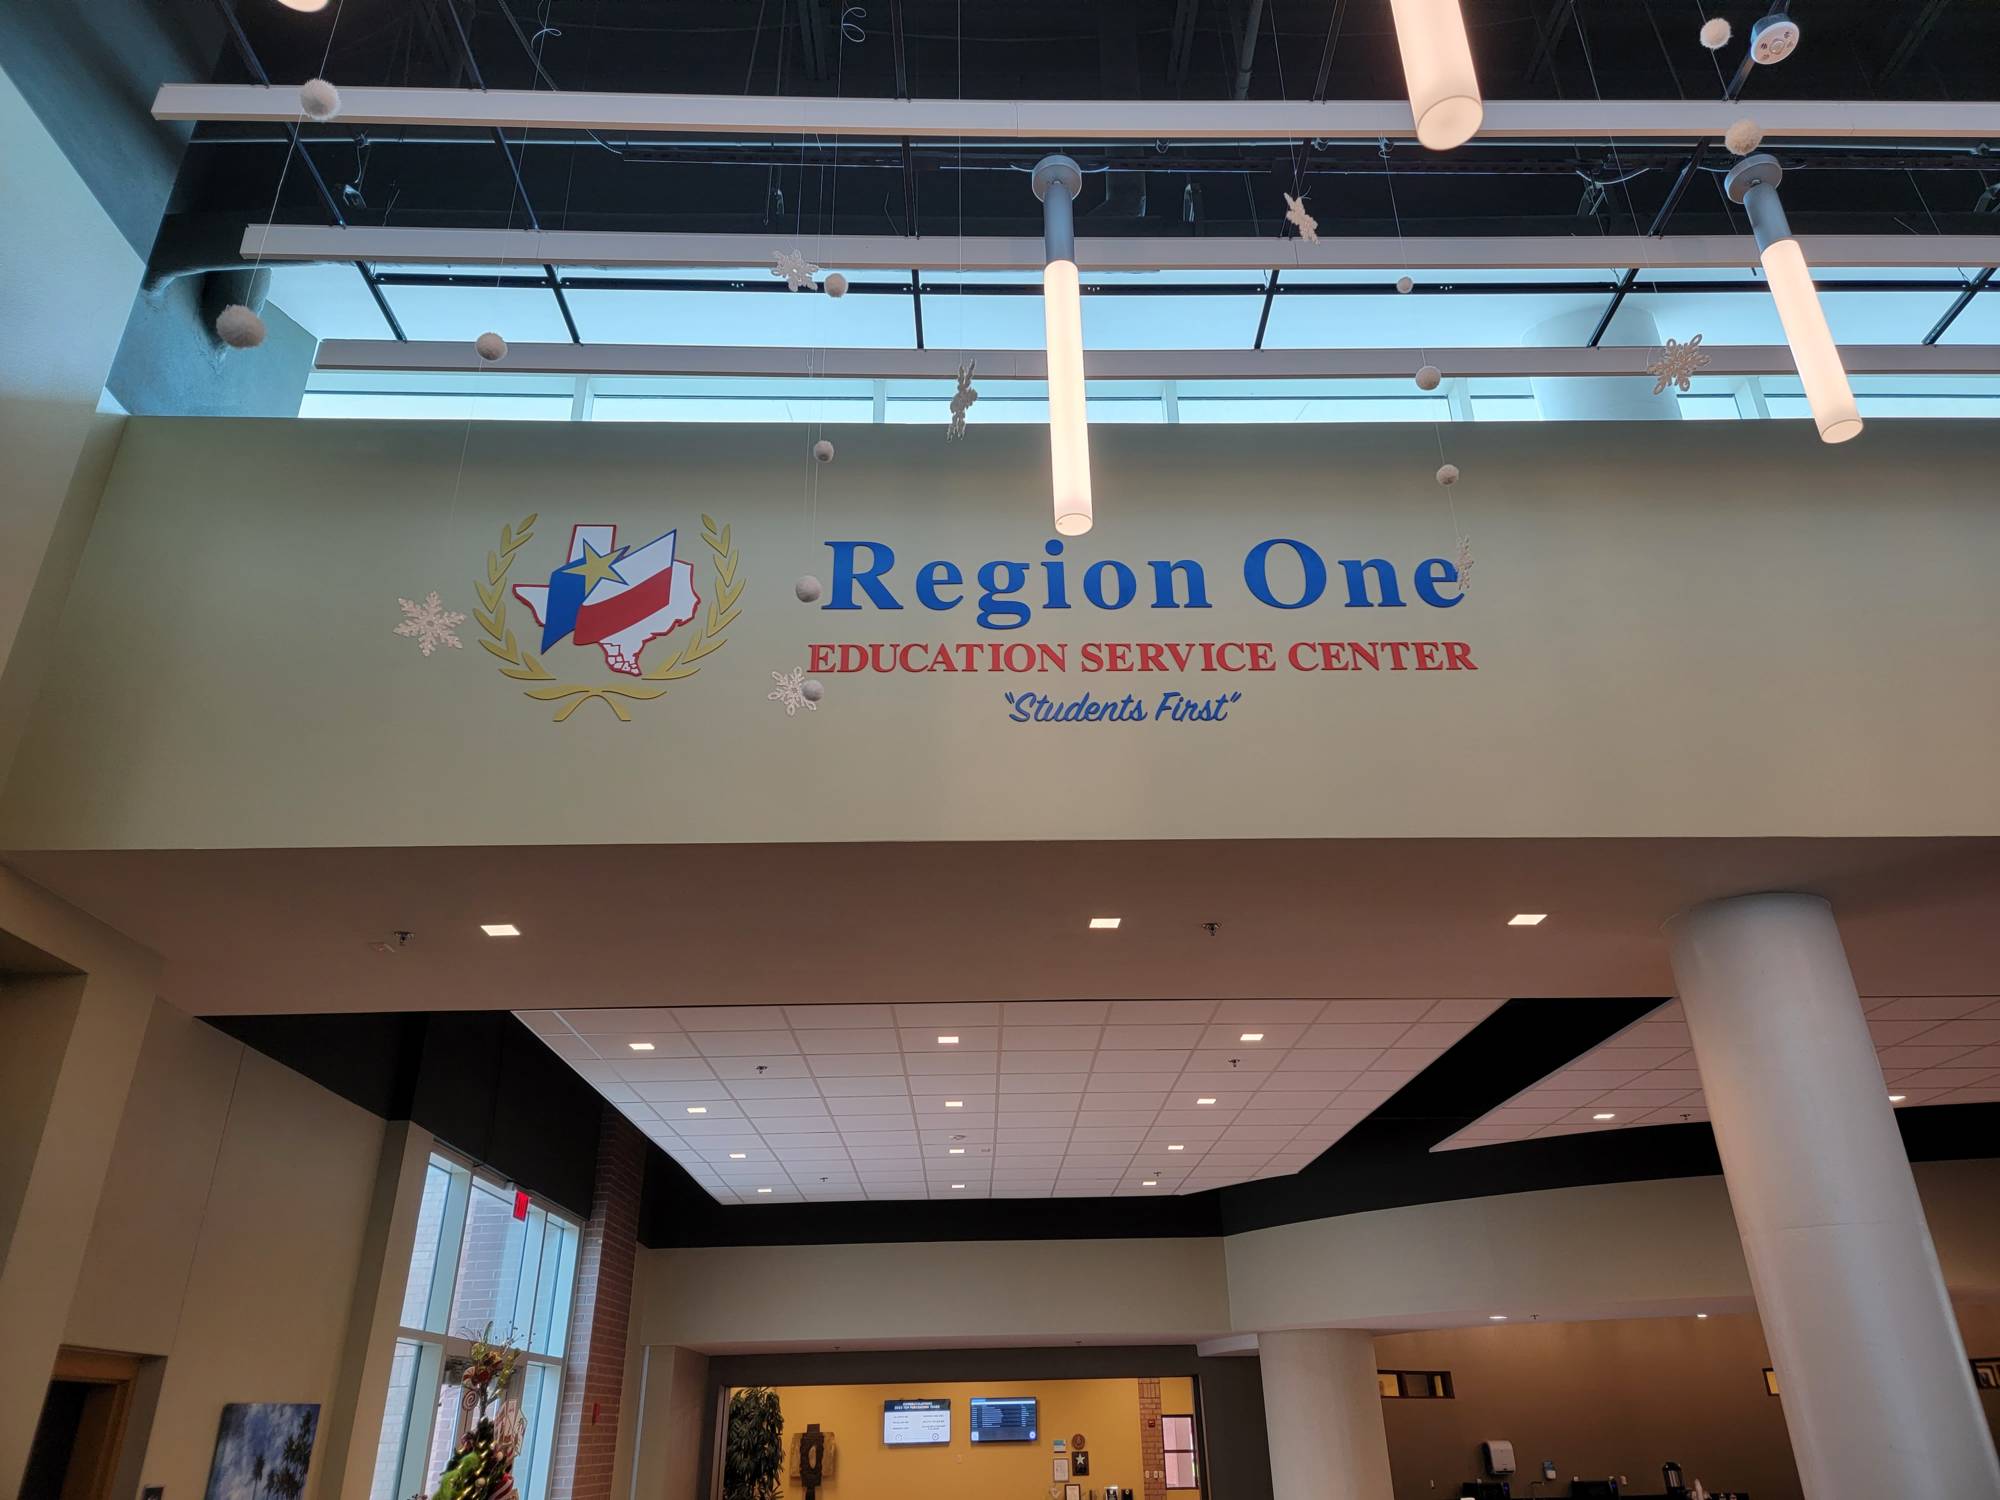 Region One
EDUCATION SERVICE CENTER
"Students First"